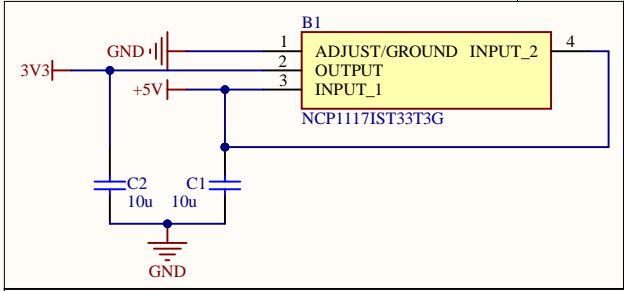 B1
GND 1 ADJUST/GROUND INPUT_2 4
3V3 2 OUTPUT
+5V 3 INPUT_1
NCP1117IST33T3G
C2 C1
10u 10u
GND